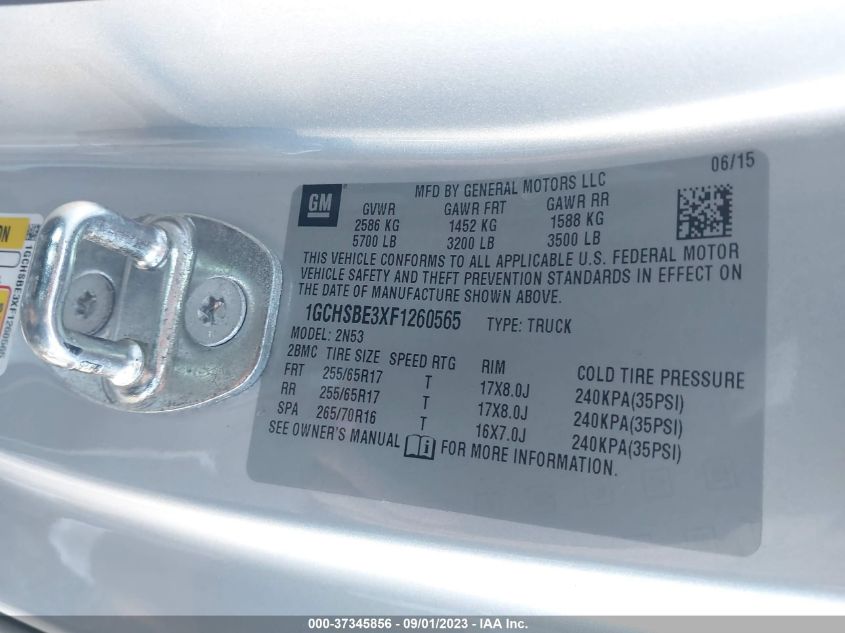 06/15
GM
MFD BY GENERAL MOTORS LLC
GVWR GAWR FRT GAWR RR
2586 KG 1452 KG 1588 KG
5700 LB 3200 LB 3500 LB
THIS VEHICLE CONFORMS TO ALL APPLICABLE U.S. FEDERAL MOTOR
VEHICLE SAFETY AND THEFT PREVENTION STANDARDS IN EFFECT ON
THE DATE OF MANUFACTURE SHOWN ABOVE.
1GCHSBE3XF1260565 TYPE: TRUCK
MODEL: 2N53
2BMC TIRE SIZE SPEED RTG RIM COLD TIRE PRESSURE
FRT 255/65R17 T 17X8.0J 240KPA(35PSI)
RR 255/65R17 T 17X8.0J 240KPA(35PSI)
SPA 265/70R16 T 16X7.0J 240KPA(35PSI)
SEE OWNER'S MANUAL FOR MORE INFORMATION.
1GCHSBE3XF1260565
000-37345856 - 09/01/2023 - IAA Inc.